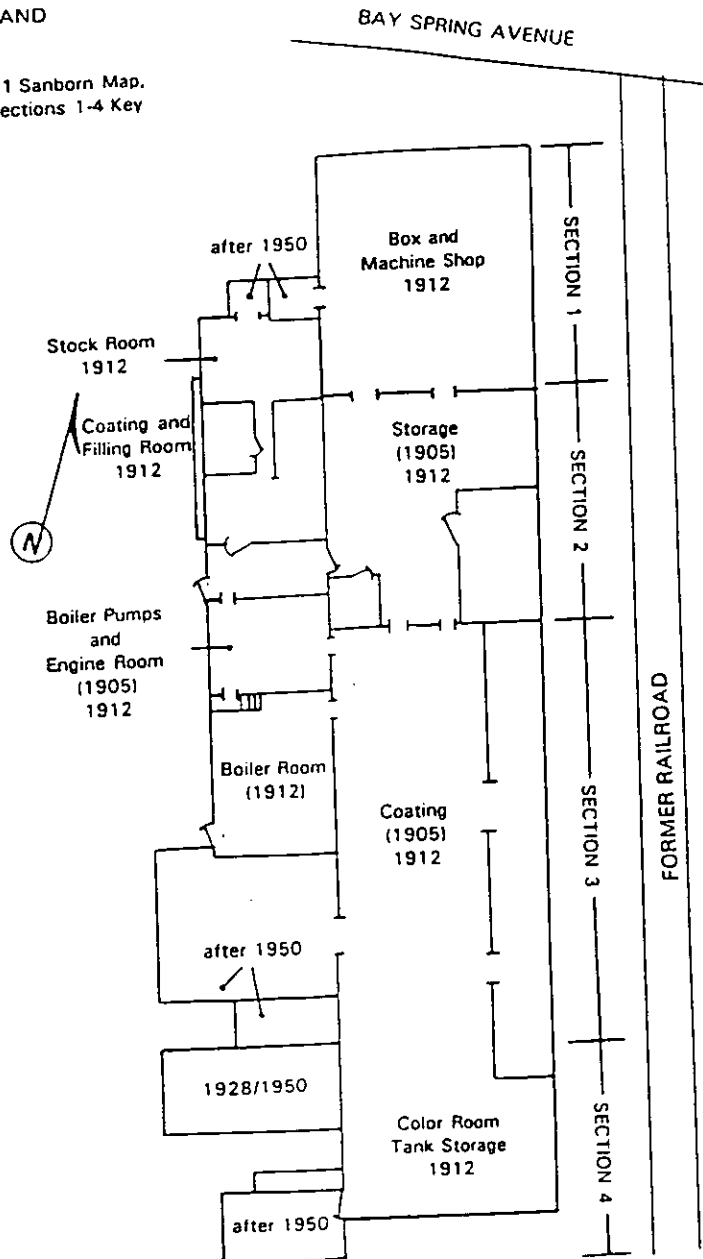 AND
BAY SPRING AVENUE
1 Sanborn Map.
ections 1-4 Key
after 1950
Box and
Machine Shop
1912
SECTION 1
Stock Room
1912
Coating and
Filling Room
1912
Storage
(1905)
1912
SECTION 2
N
Boiler Pumps
and
Engine Room
(1905)
1912
Boiler Room
(1912)
Coating
(1905)
1912
SECTION 3
FORMER RAILROAD
after 1950
1928/1950
Color Room
Tank Storage
1912
SECTION 4
after 1950